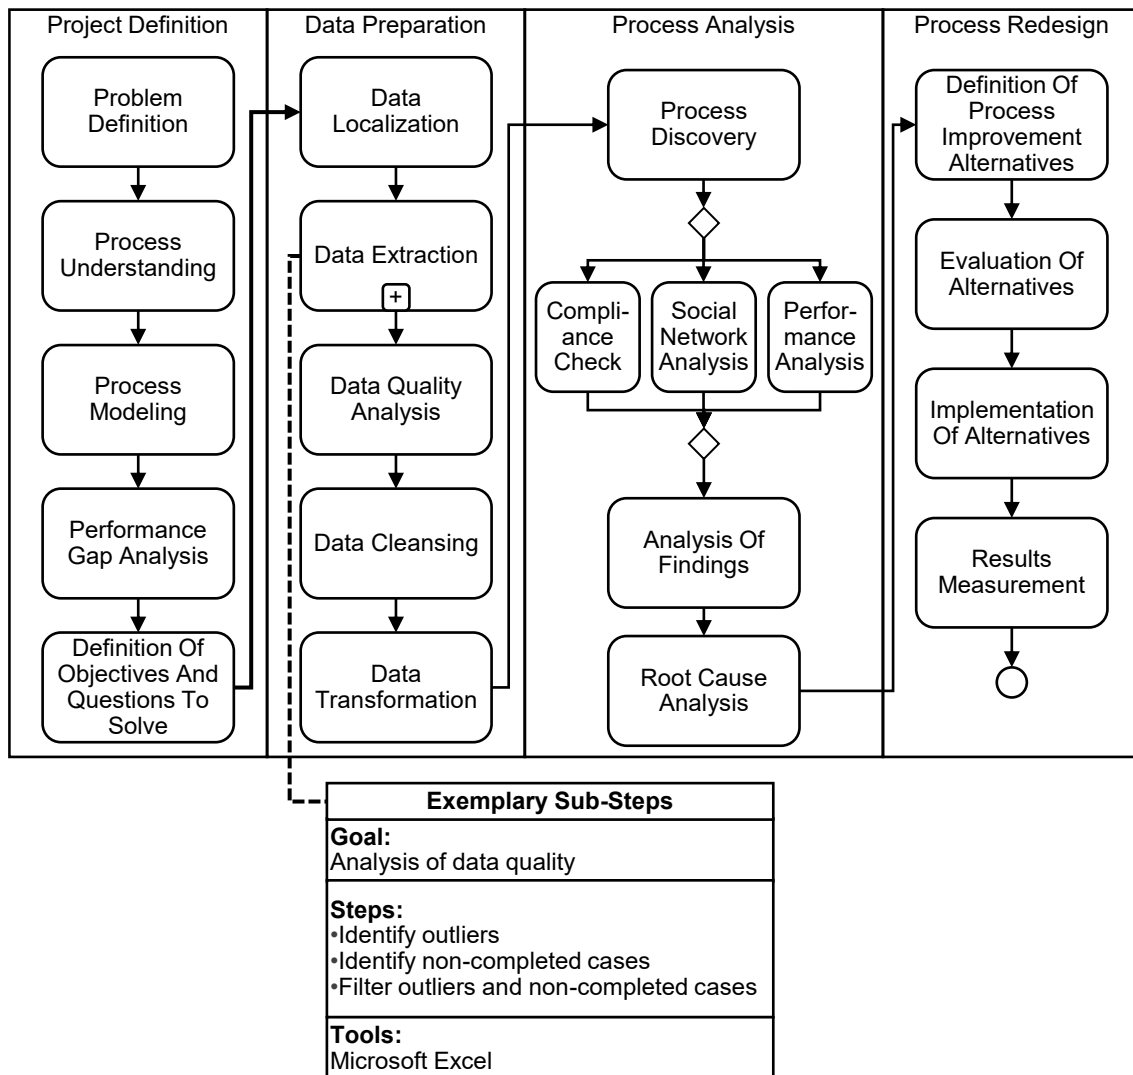 Project Definition
Problem
Definition
Process
Understanding
Process
Modeling
Performance
Gap Analysis
Definition Of
Objectives And
Questions To
Solve
Data Preparation
Data
Localization
Data Extraction
+
Data Quality
Analysis
Data Cleansing
Data
Transformation
Process Analysis
Process
Discovery
Compli-
ance
Check
Social
Network
Analysis
Perfor-
mance
Analysis
Analysis Of
Findings
Root Cause
Analysis
Process Redesign
Definition Of
Process
Improvement
Alternatives
Evaluation Of
Alternatives
Implementation
Of Alternatives
Results
Measurement
Exemplary Sub-Steps
Goal:
Analysis of data quality
Steps:
•Identify outliers
•Identify non-completed cases
•Filter outliers and non-completed cases
Tools:
Microsoft Excel